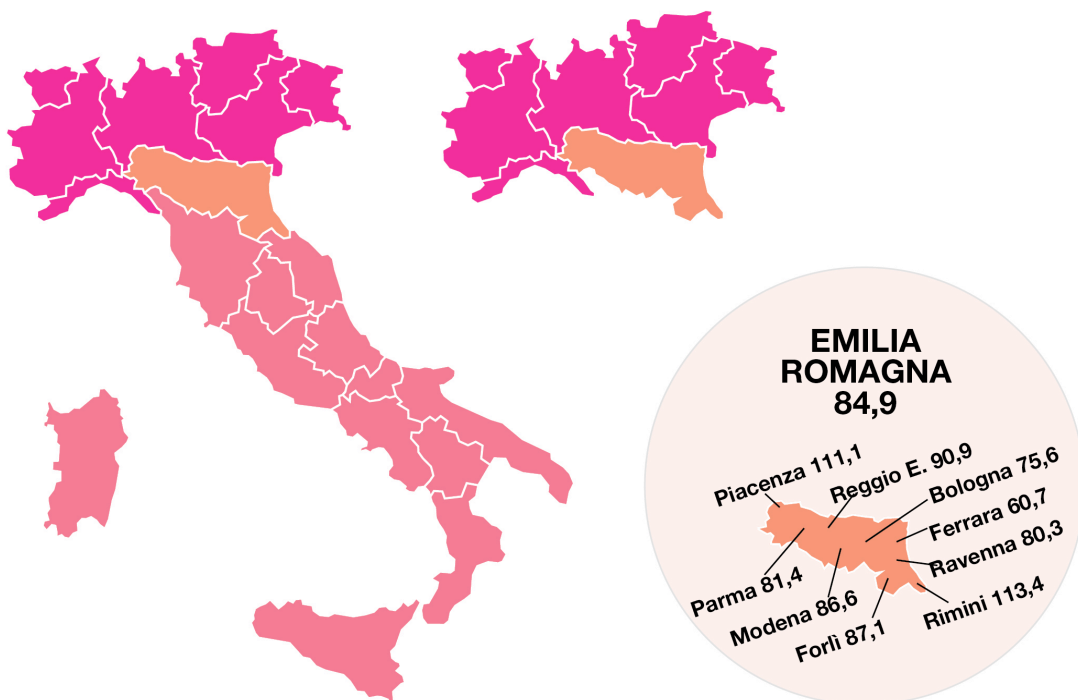 EMILIA
ROMAGNA
84,9
Piacenza 111,1
Reggio E. 90,9
Bologna 75,6
Ferrara 60,7
Ravenna 80,3
Parma 81,4
Modena 86,6
Forlì 87,1
Rimini 113,4